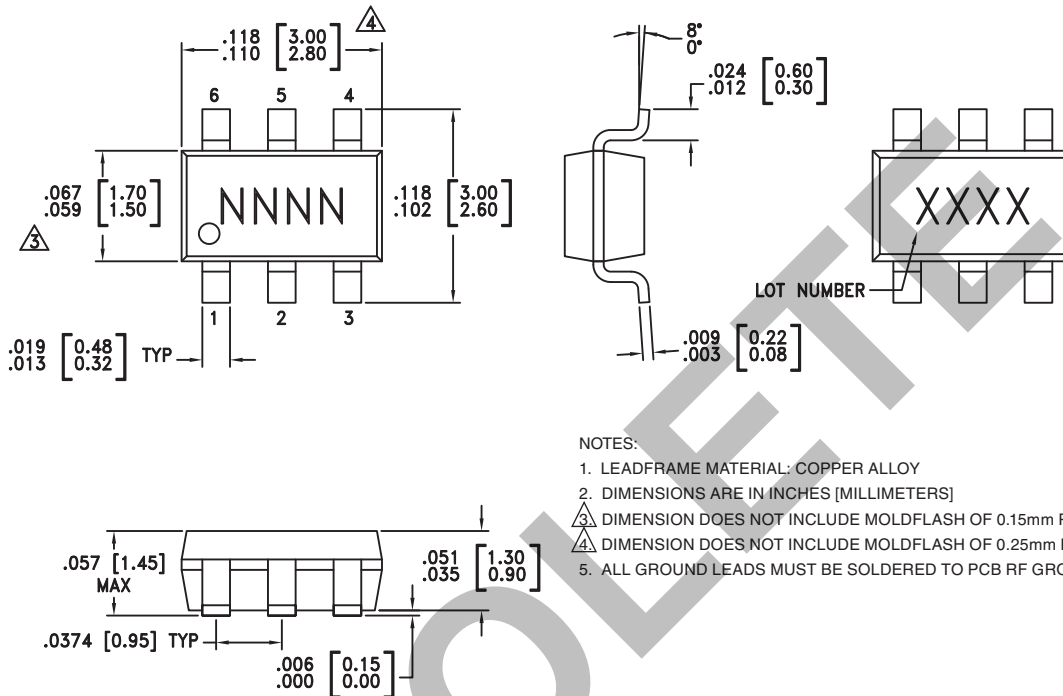 .118 [3.00]
.110 [2.80]
4
6 5 4
.067 [1.70]
.059 [1.50]
3
NNNN
.118 [3.00]
.102 [2.60]
1 2 3
.019 [0.48]
.013 [0.32] TYP
8°
0°
.024 [0.60]
.012 [0.30]
.009 [0.22]
.003 [0.08]
XXXX
LOT NUMBER
NOTES:
1. LEADFRAME MATERIAL: COPPER ALLOY
2. DIMENSIONS ARE IN INCHES [MILLIMETERS]
3. DIMENSION DOES NOT INCLUDE MOLDFLASH OF 0.15mm
4. DIMENSION DOES NOT INCLUDE MOLDFLASH OF 0.25mm
5. ALL GROUND LEADS MUST BE SOLDERED TO PCB RF
.057 [1.45]
MAX
.051 [1.30]
.035 [0.90]
.0374 [0.95] TYP
.006 [0.15]
.000 [0.00]
OLETE